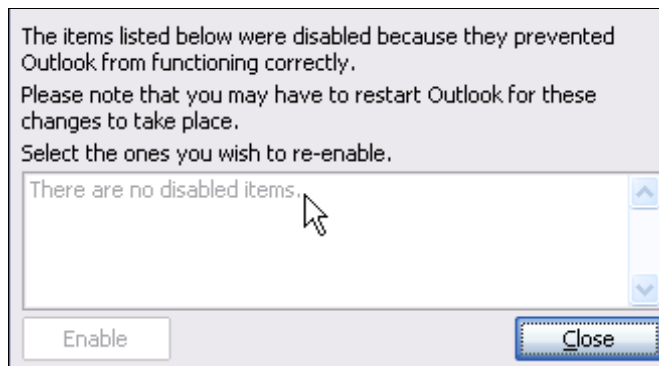 The items listed below were disabled because they prevented
Outlook from functioning correctly.
Please note that you may have to restart Outlook for these
changes to take place.
Select the ones you wish to re-enable.
There are no disabled items.
Enable
Close